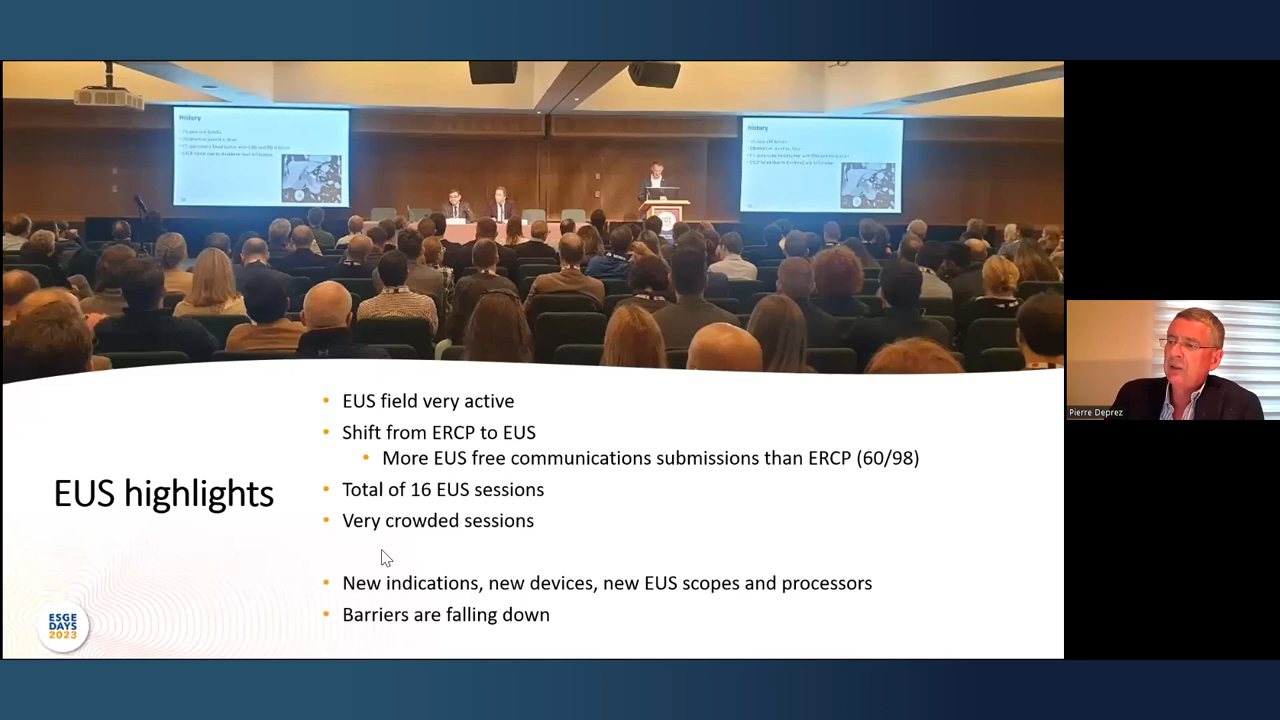 History
History
ESGE
DAYS
EUS highlights
• EUS field very active
• Shift from ERCP to EUS
• More EUS free communications submissions than ERCP (60/98)
• Total of 16 EUS sessions
• Very crowded sessions
• New indications, new devices, new EUS scopes and processors
• Barriers are falling down
ESGE
DAYS
2023
Pierre Deprez